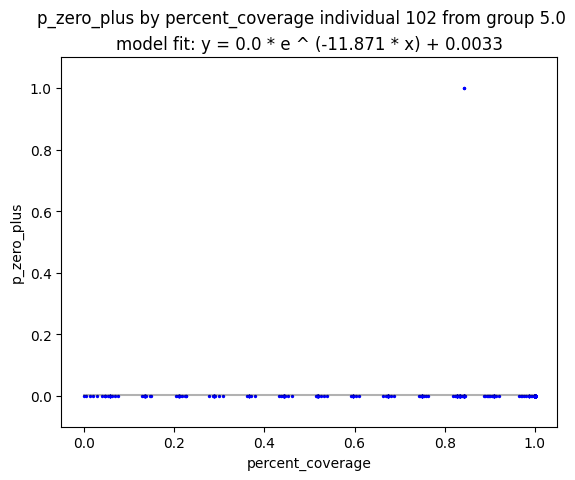 p_zero_plus by percent_coverage individual 102 from group 5.0
model fit: y = 0.0 * e ^ (-11.871 * x) + 0.0033
1.0
0.8
0.6
0.4
0.2
0.0
p_zero_plus
0.0 0.2 0.4 0.6 0.8 1.0
percent_coverage